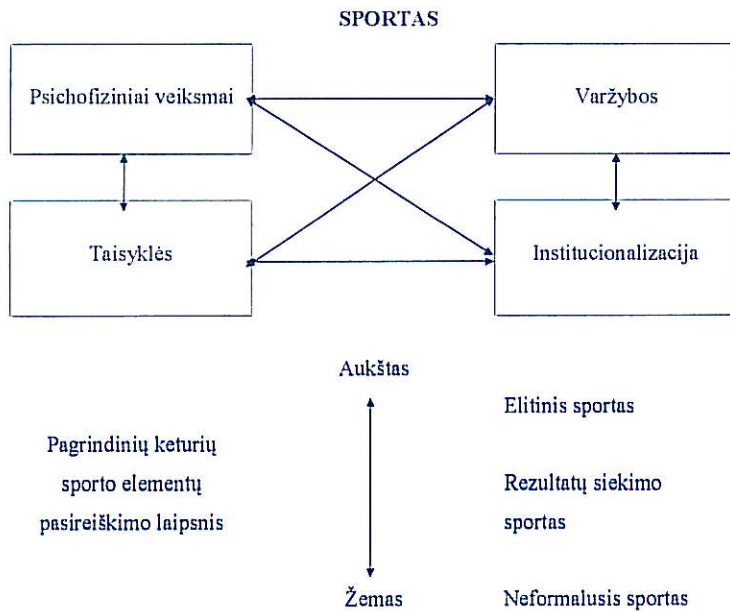 SPORTAS
Psichofiziniai veiksmai
Varžybos
Taisyklės
Institucionalizacija
Aukštas
Elitinis sportas
Pagrindinių keturių
sporto elementų
pasireiškimo laipsnis
Rezultatų siekimo
sportas
Žemas
Neformalusis sportas